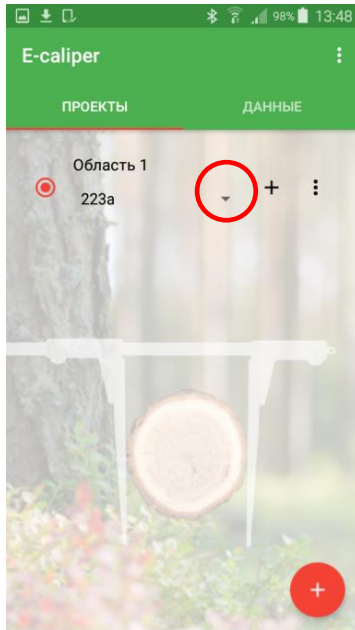 98% 13:48
E-caliper
ПРОЕКТЫ ДАННЫЕ
Область 1
223а